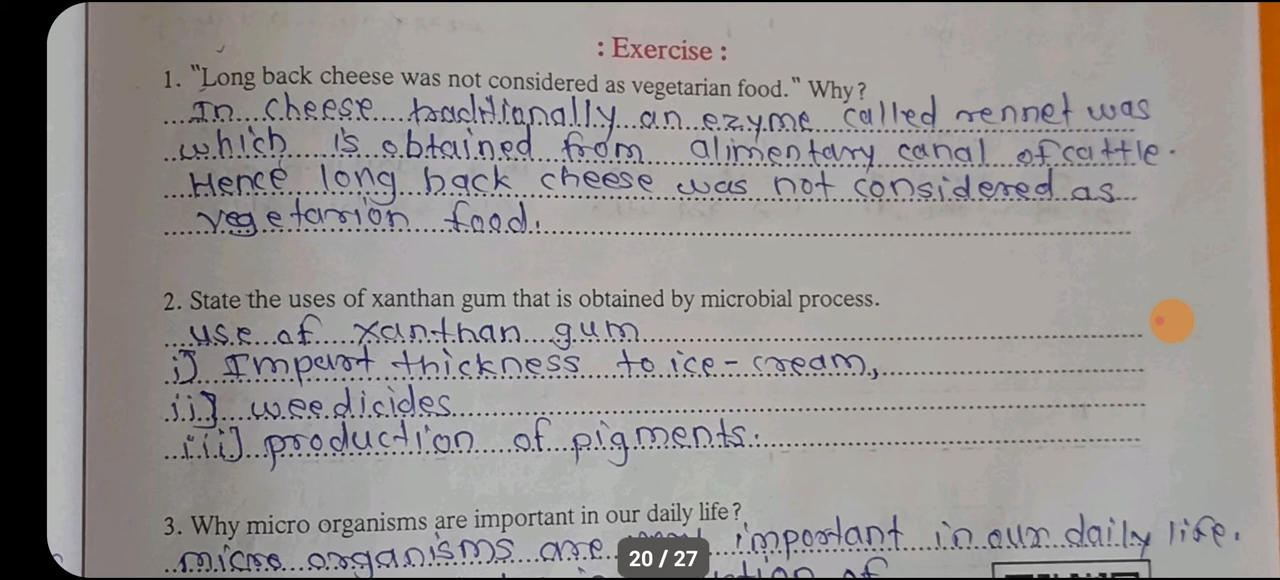 : Exercise :
1. "Long back cheese was not considered as vegetarian food." Why?
In cheese traditionally an ezyme called rennet was
which is obtained from alimentary canal of cattle.
Hence long back cheese was not considered as
vegetarion food.
2. State the uses of xanthan gum that is obtained by microbial process.
use of xanthan gum
i] Impart thickness to ice-cream,
ii] weedicides
iii] production of pigments.
3. Why micro organisms are important in our daily life?
micro organisms are important in our daily life.
20 / 27
of